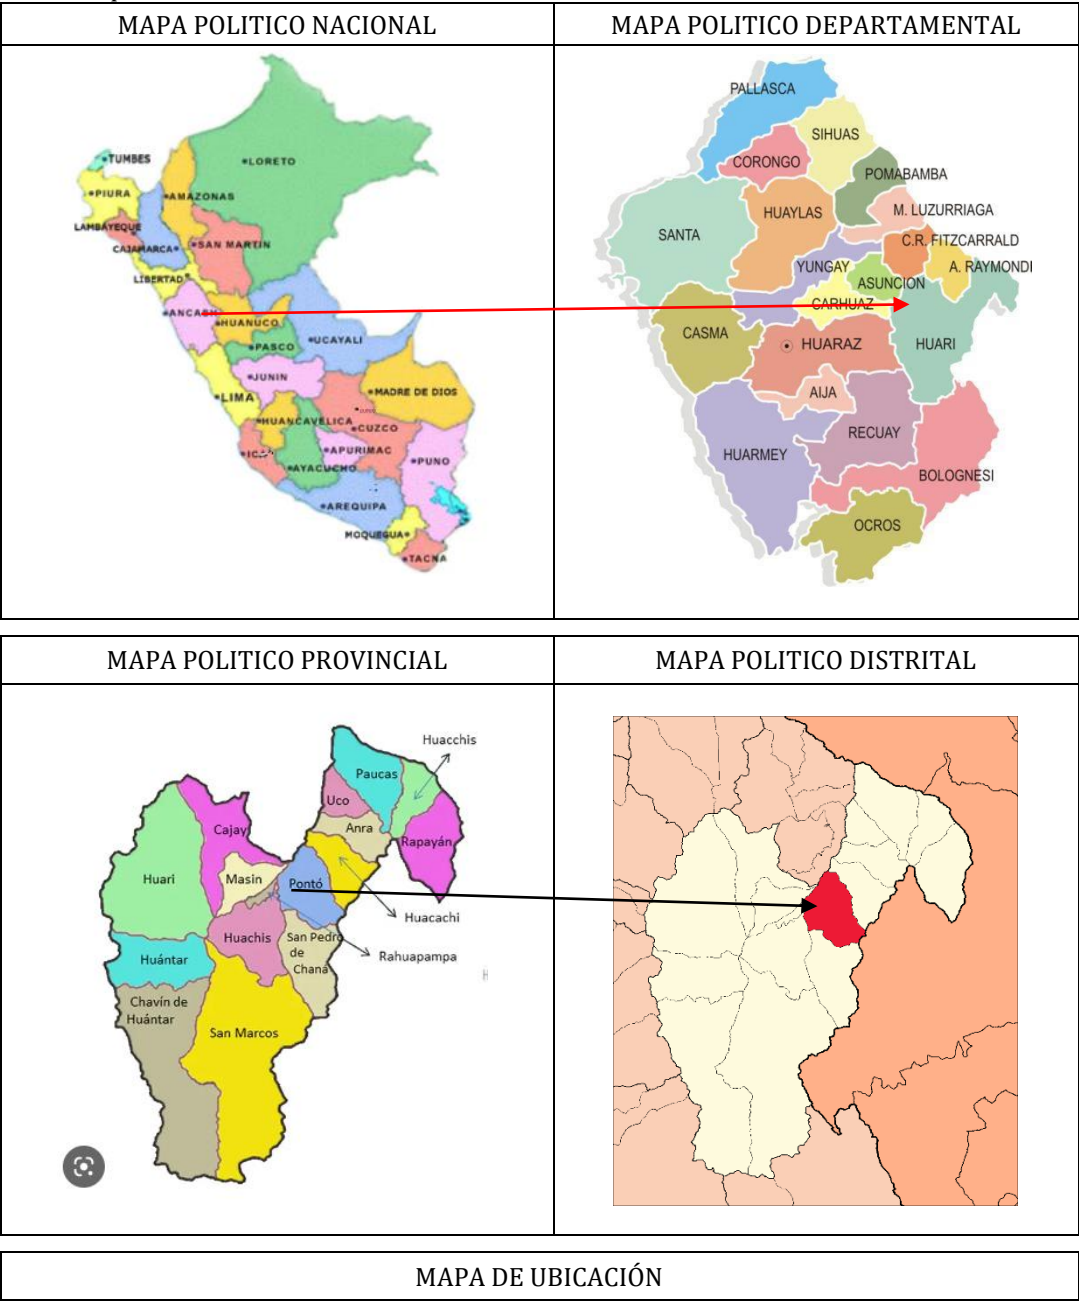 MAPA POLITICO NACIONAL
MAPA POLITICO DEPARTAMENTAL
TUMBES
LORETO
PIURA
AMAZONAS
LAMBAYEQUE
CAJAMARCA
SAN MARTIN
LIBERTAD
ANCASH
HUANUCO
PASCO
UCAYALI
JUNIN
LIMA
MADRE DE DIOS
HUANCAVELICA
CUZCO
ICA
APURIMAC
AYACUCHO
PUNO
AREQUIPA
MOQUEGUA
TACNA
PALLASCA
SIHUAS
CORONGO
POMABAMBA
HUAYLAS
M. LUZURRIAGA
SANTA
C.R. FITZCARRALD
YUNGAY
A. RAYMONDI
ASUNCION
CARHUAZ
CASMA
HUARAZ
HUARI
AIJA
RECUAY
HUARMEY
BOLOGNESI
OCROS
MAPA POLITICO PROVINCIAL
MAPA POLITICO DISTRITAL
Huacchis
Paucas
Uco
Cajay
Anra
Rapayán
Huari
Masin
Pontó
Huacachi
Huachis
San Pedro
de
Chaná
Rahuapampa
Huántar
Chavín de
Huántar
San Marcos
MAPA DE UBICACIÓN